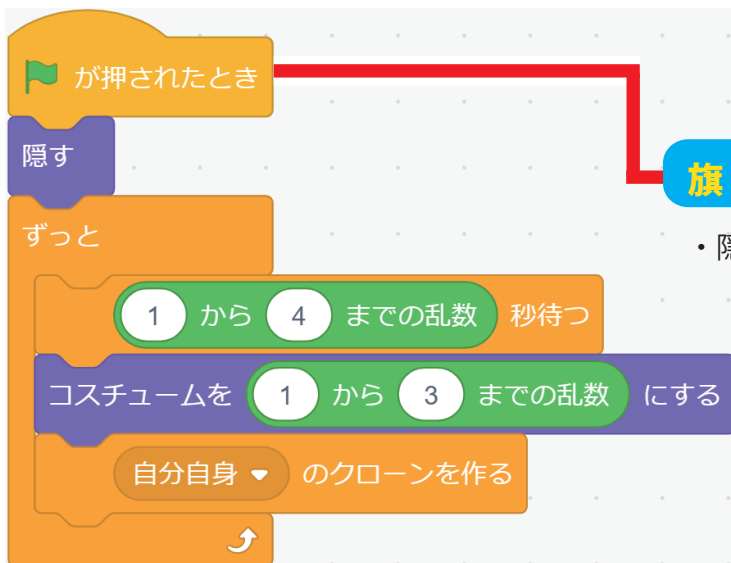 が押されたとき
隠す
旗
ずっと
・隠
1 から 4 までの乱数 秒待つ
コスチュームを 1 から 3 までの乱数 にする
自分自身 のクローンを作る